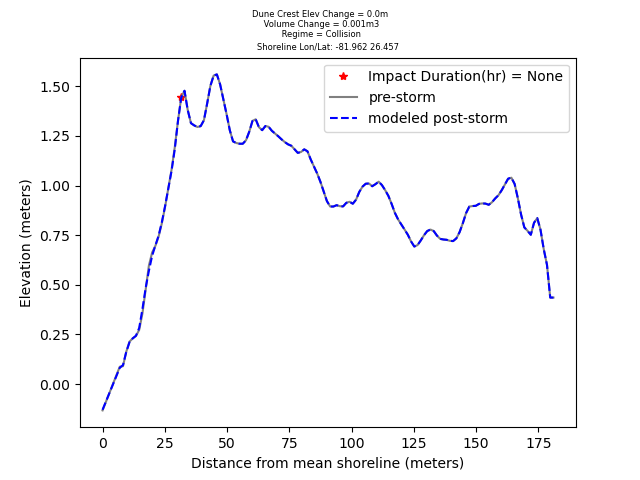 Dune Crest Elev Change = 0.0m
Volume Change = 0.001m3
Regime = Collision
Shoreline Lon/Lat: -81.962 26.457
Impact Duration(hr) = None
pre-storm
modeled post-storm
Elevation (meters)
1.50
1.25
1.00
0.75
0.50
0.25
0.00
0 25 50 75 100 125 150 175
Distance from mean shoreline (meters)